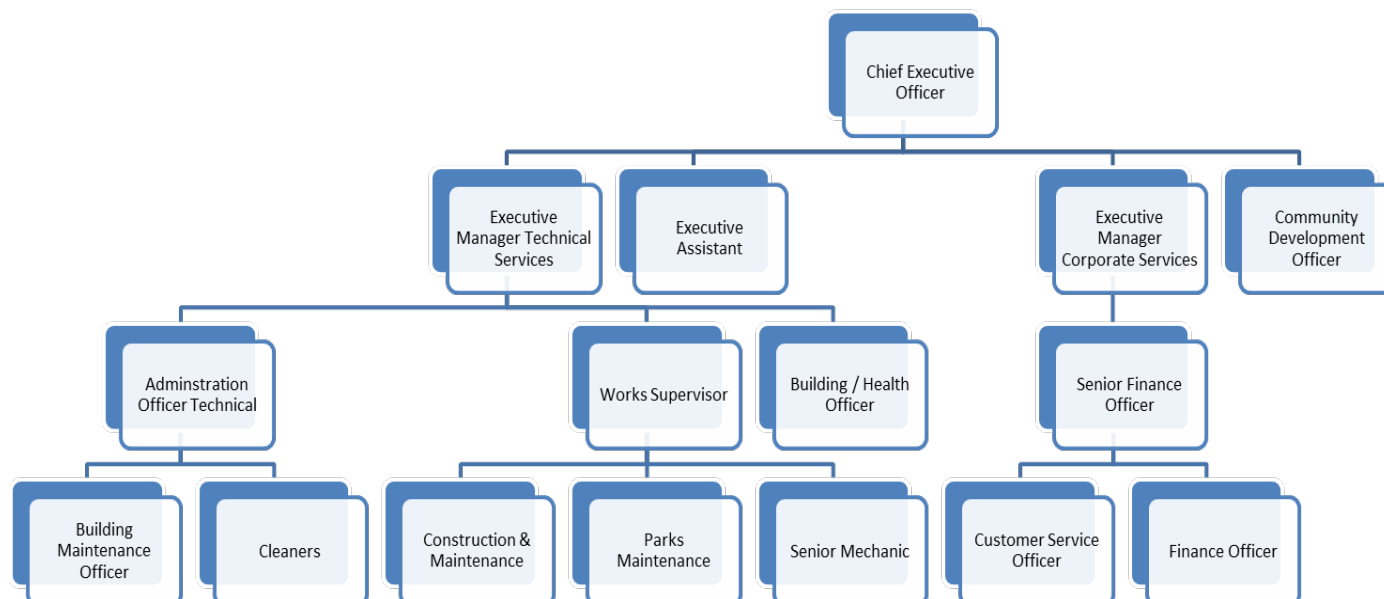 Chief Executive
Officer
Executive
Manager Technical
Services
Executive
Assistant
Executive
Manager
Corporate Services
Community
Development
Officer
Adminstration
Officer Technical
Works Supervisor
Building / Health
Officer
Senior Finance
Officer
Building
Maintenance
Officer
Cleaners
Construction &
Maintenance
Parks
Maintenance
Senior Mechanic
Customer Service
Officer
Finance Officer